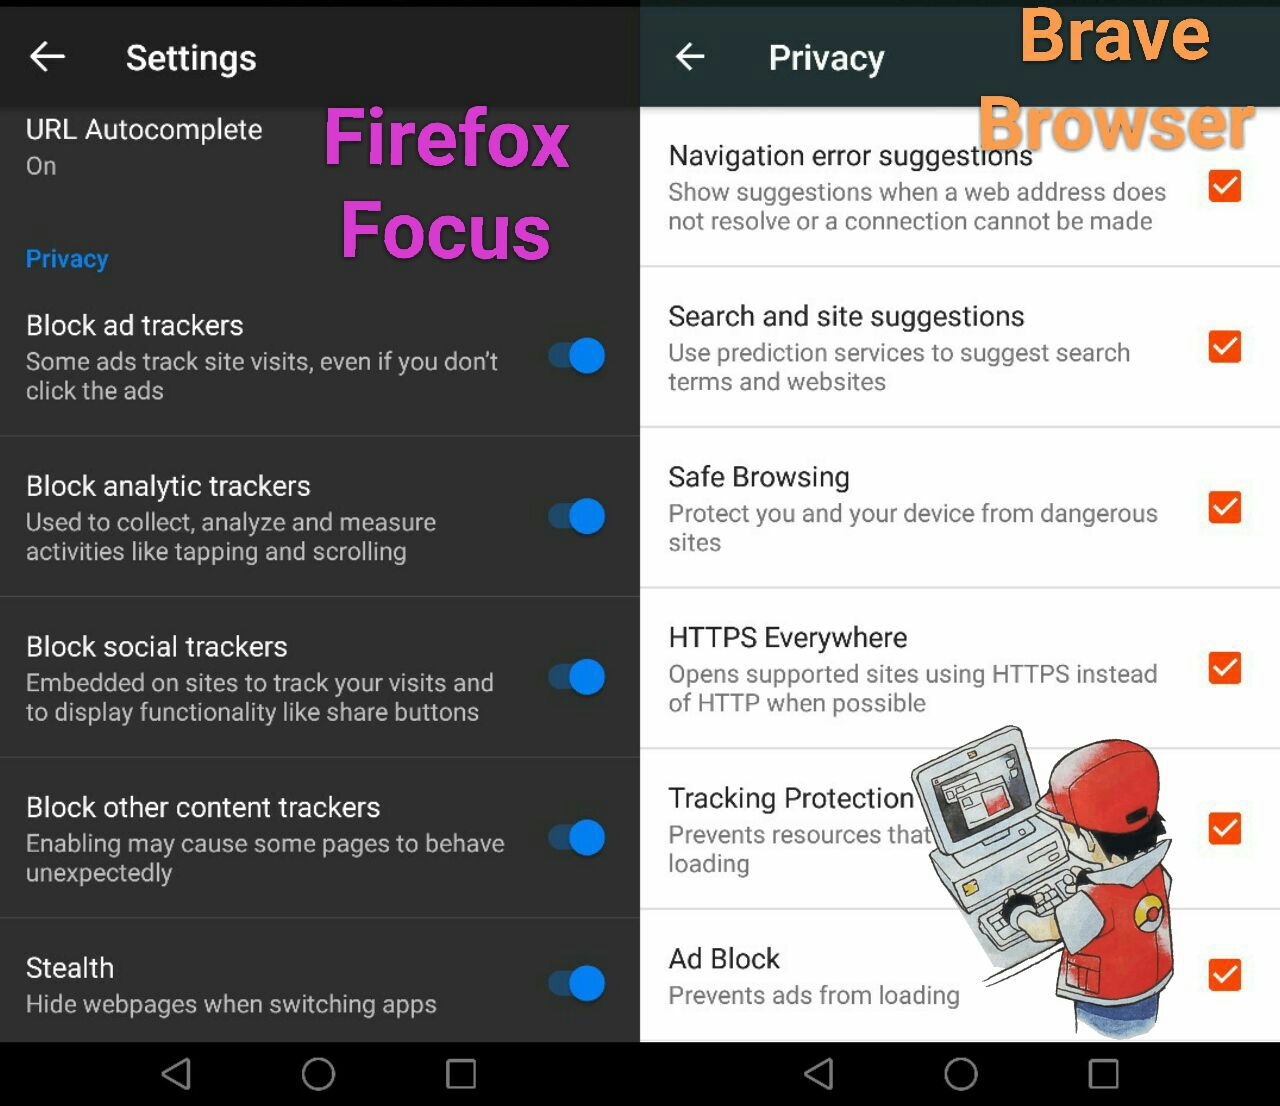 Settings
Firefox
Focus
URL Autocomplete
On
Privacy
Block ad trackers
Some ads track site visits, even if you don’t
click the ads
Block analytic trackers
Used to collect, analyze and measure
activities like tapping and scrolling
Block social trackers
Embedded on sites to track your visits and
to display functionality like share buttons
Block other content trackers
Enabling may cause some pages to behave
unexpectedly
Stealth
Hide webpages when switching apps
Privacy
Brave
Browser
Navigation error suggestions
Show suggestions when a web address does
not resolve or a connection cannot be made
Search and site suggestions
Use prediction services to suggest search
terms and websites
Safe Browsing
Protect you and your device from dangerous
sites
HTTPS Everywhere
Opens supported sites using HTTPS instead
of HTTP when possible
Tracking Protection
Prevents resources that
loading
Ad Block
Prevents ads from loading